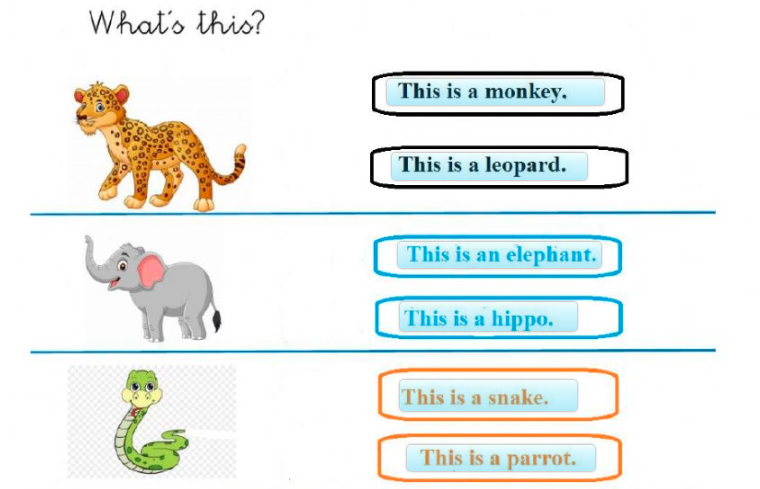 What's this?
This is a monkey.
This is a leopard.
This is an elephant.
This is a hippo.
This is a snake.
This is a parrot.